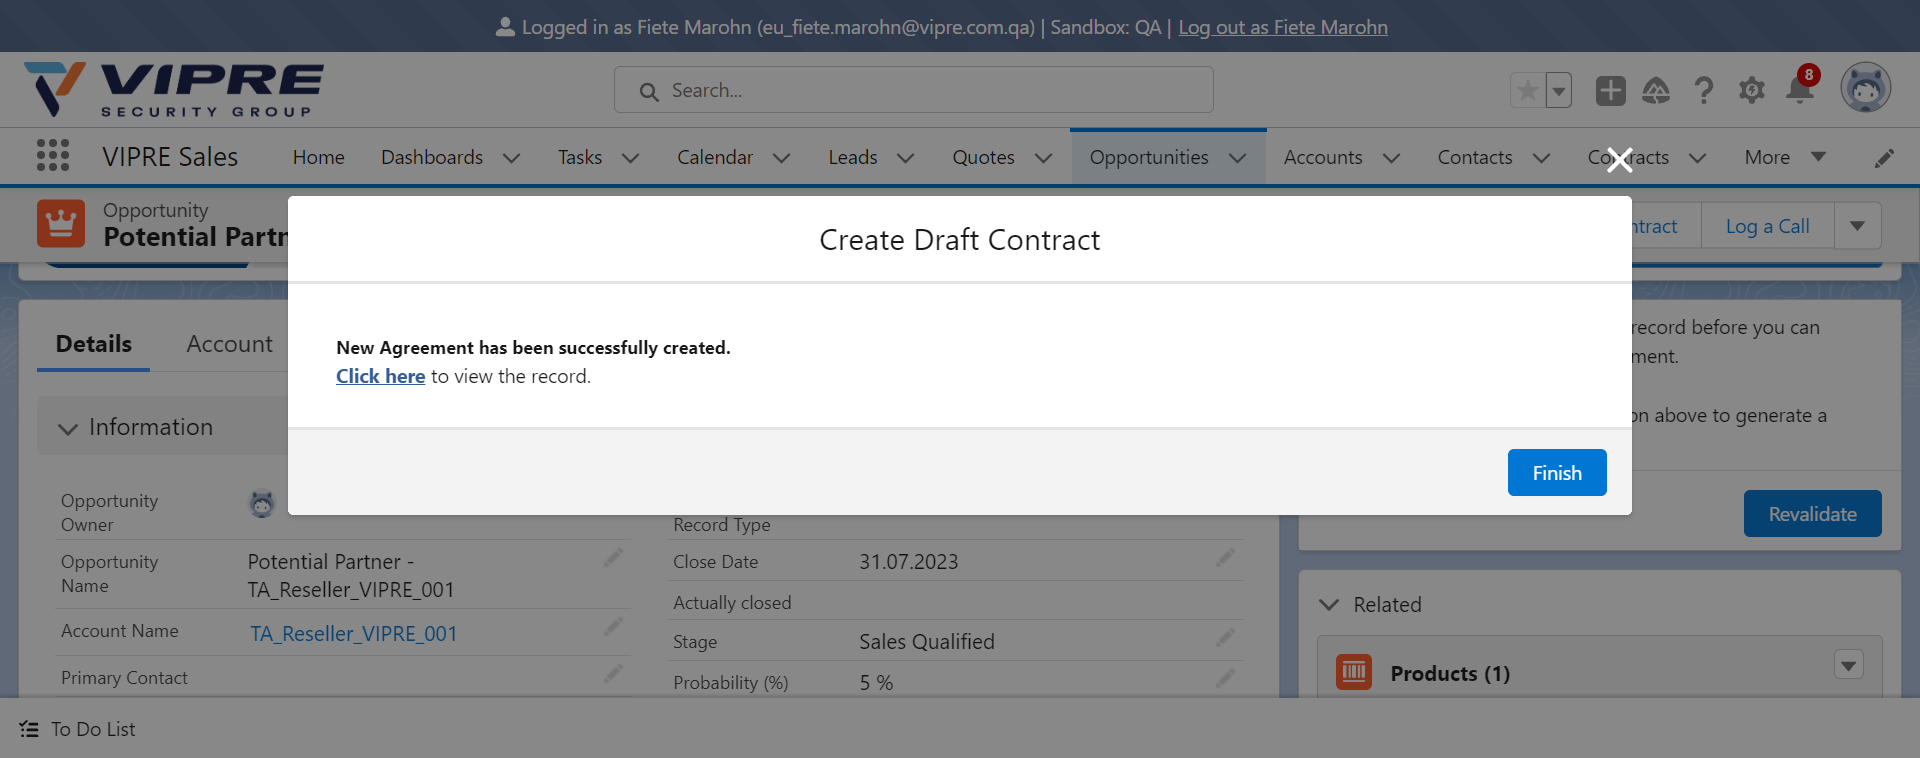 Logged in as Fiete Marohn (eu_fiete.marohn@vipre.com.qa) | Sandbox: QA | Log out as Fiete Marohn
VIPRE
SECURITY GROUP
Search...
8
VIPRE Sales
Home
Dashboards
Tasks
Calendar
Leads
Quotes
Opportunities
Accounts
Contacts
Contracts
More
Opportunity
Potential Partn
ntract
Log a Call
Create Draft Contract
New Agreement has been successfully created.
Click here to view the record.
Finish
Details
Account
record before you can
ment.
on above to generate a
Revalidate
Information
Opportunity
Owner
Record Type
Opportunity
Name
Potential Partner -
TA_Reseller_VIPRE_001
Close Date
31.07.2023
Actually closed
Account Name
TA_Reseller_VIPRE_001
Stage
Sales Qualified
Primary Contact
Probability (%)
5 %
Related
Products (1)
To Do List